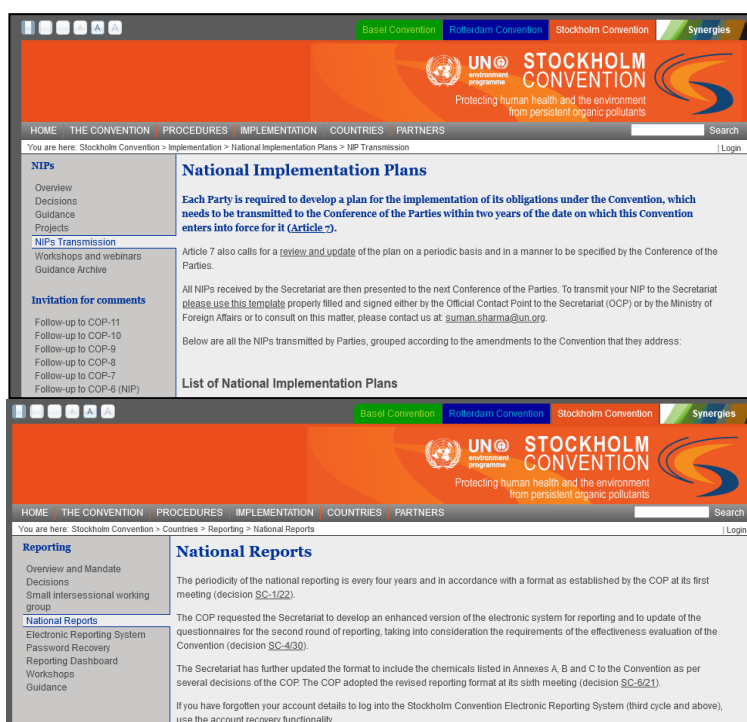 A A A
Basel Convention Rotterdam Convention Stockholm Convention Synergies
UN environment programme
STOCKHOLM
CONVENTION
Protecting human health and the environment
from persistent organic pollutants
HOME THE CONVENTION PROCEDURES IMPLEMENTATION COUNTRIES PARTNERS Search
You are here: Stockholm Convention > Implementation > National Implementation Plans > NIP Transmission | Login
NIPs
Overview
Decisions
Guidance
Projects
NIPs Transmission
Workshops and webinars
Guidance Archive
Invitation for comments
Follow-up to COP-11
Follow-up to COP-10
Follow-up to COP-9
Follow-up to COP-8
Follow-up to COP-7
Follow-up to COP-6 (NIP)
National Implementation Plans
Each Party is required to develop a plan for the implementation of its obligations under the Convention, which
needs to be transmitted to the Conference of the Parties within two years of the date on which this Convention
enters into force for it (Article 7).
Article 7 also calls for a review and update of the plan on a periodic basis and in a manner to be specified by the Conference of the
Parties.
All NIPs received by the Secretariat are then presented to the next Conference of the Parties. To transmit your NIP to the Secretariat
please use this template properly filled and signed either by the Official Contact Point to the Secretariat (OCP) or by the Ministry of
Foreign Affairs or to consult on this matter, please contact us at: suman.sharma@un.org.
Below are all the NIPs transmitted by Parties, grouped according to the amendments to the Convention that they address:
List of National Implementation Plans
A A A
Basel Convention Rotterdam Convention Stockholm Convention Synergies
UN environment programme
STOCKHOLM
CONVENTION
Protecting human health and the environment
from persistent organic pollutants
HOME THE CONVENTION PROCEDURES IMPLEMENTATION COUNTRIES PARTNERS Search
You are here: Stockholm Convention > Countries > Reporting > National Reports | Login
Reporting
Overview and Mandate
Decisions
Small intersessional working
group
National Reports
Electronic Reporting System
Password Recovery
Reporting Dashboard
Workshops
Guidance
National Reports
The periodicity of the national reporting is every four years and in accordance with a format as established by the COP at its first
meeting (decision SC-1/22).
The COP requested the Secretariat to develop an enhanced version of the electronic system for reporting and to update of the
questionnaires for the second round of reporting, taking into consideration the requirements of the effectiveness evaluation of the
Convention (decision SC-4/30).
The Secretariat has further updated the format to include the chemicals listed in Annexes A, B and C to the Convention as per
several decisions of the COP. The COP adopted the revised reporting format at its sixth meeting (decision SC-6/21).
If you have forgotten your account details to log into the Stockholm Convention Electronic Reporting System (third cycle and above),
use the account recovery functionality